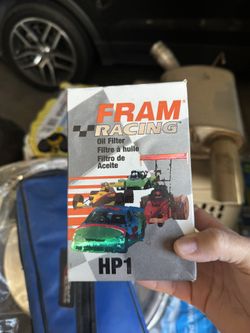 FRAM
RACING
Oil Filter
Filtre à huile
Filtro de
Aceite
HP1